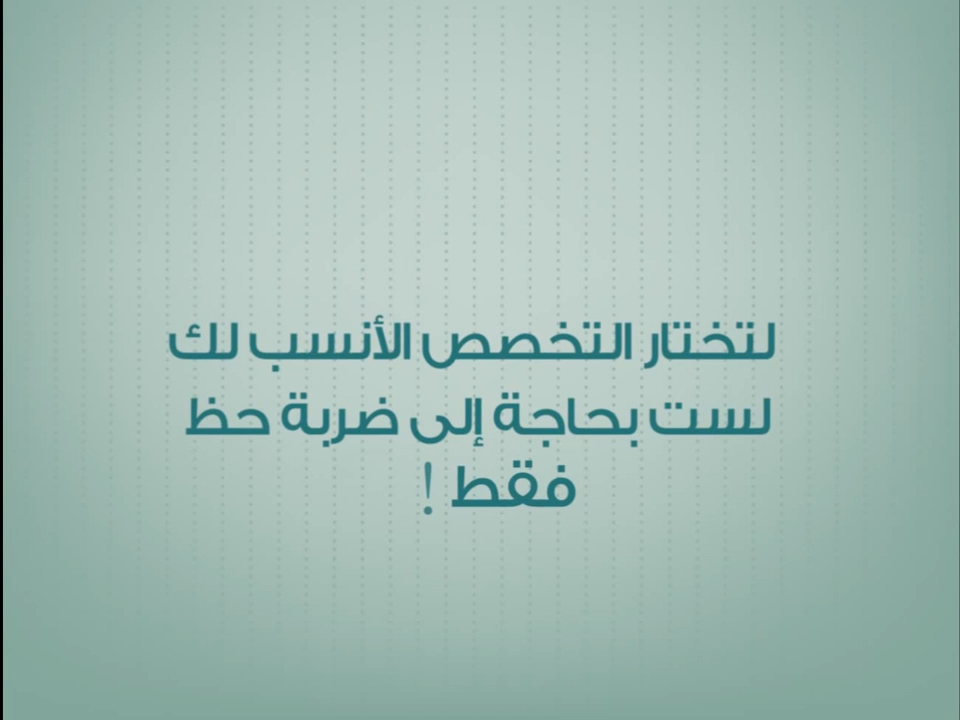 لتختار التخصص الأنسب لك
لست بحاجة إلى ضربة حظ
فقط !